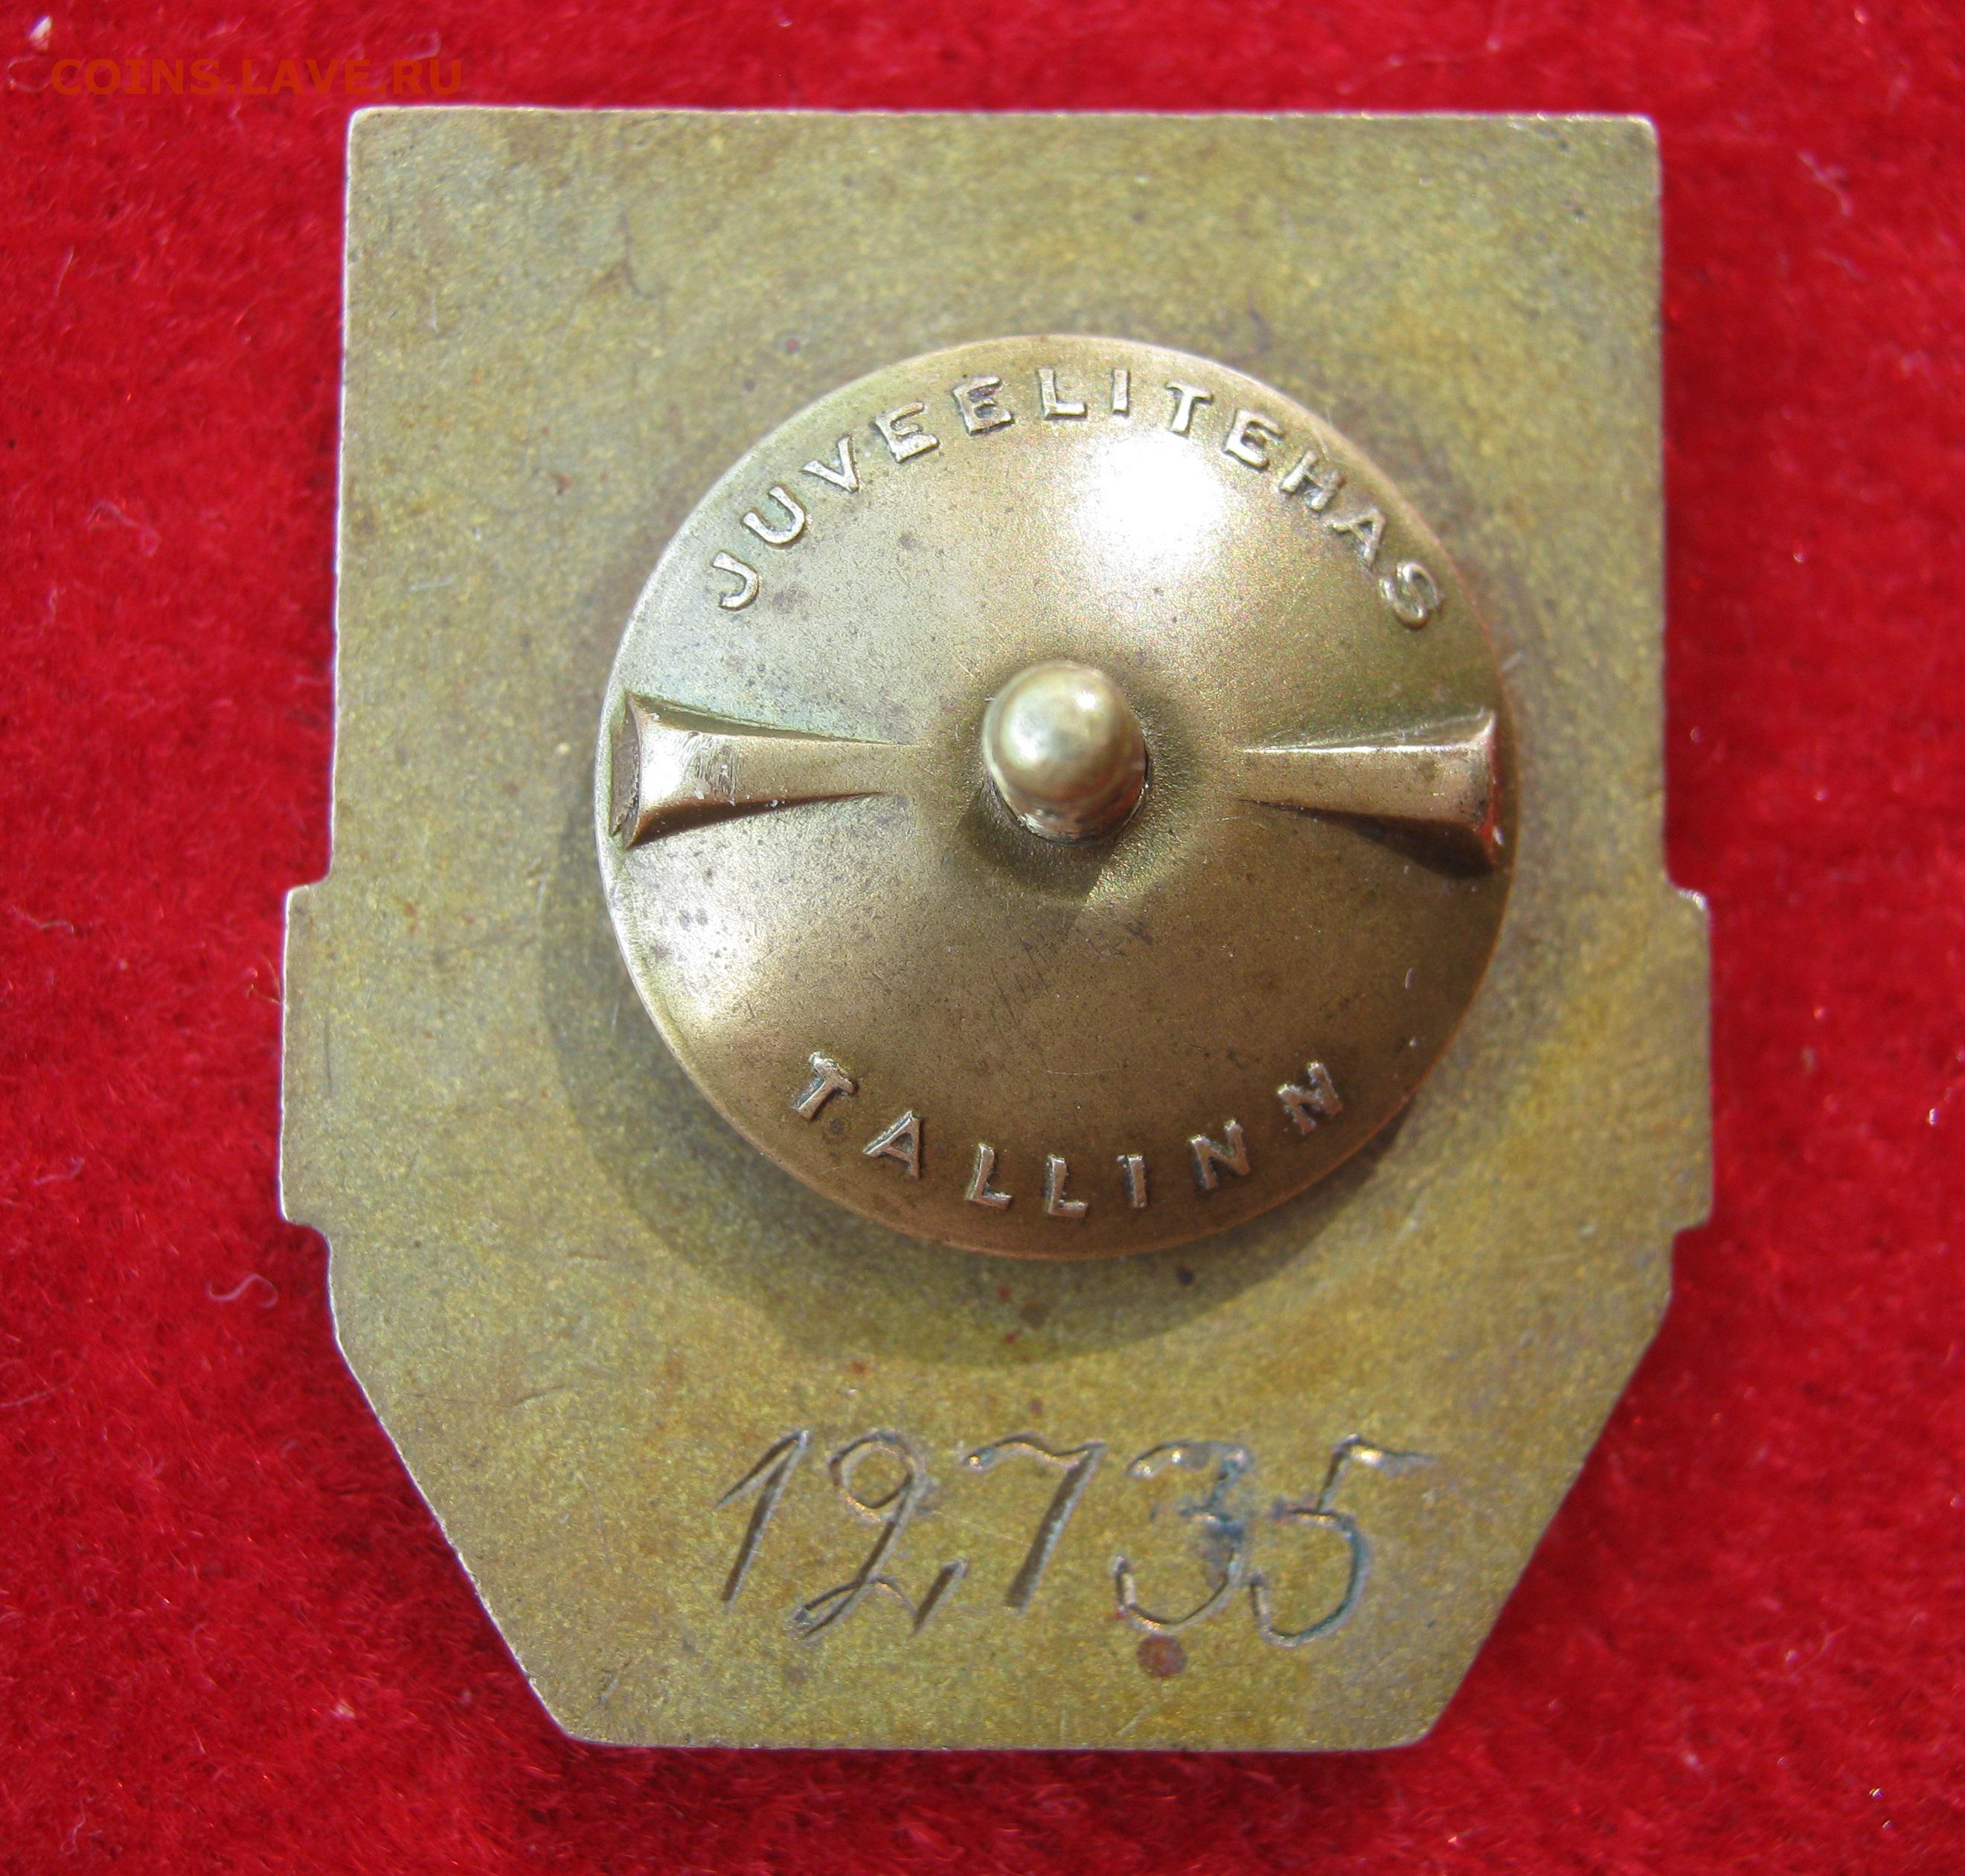 COINS.LAVE.RU
JUVEELITEHAS
TALLINN
12735